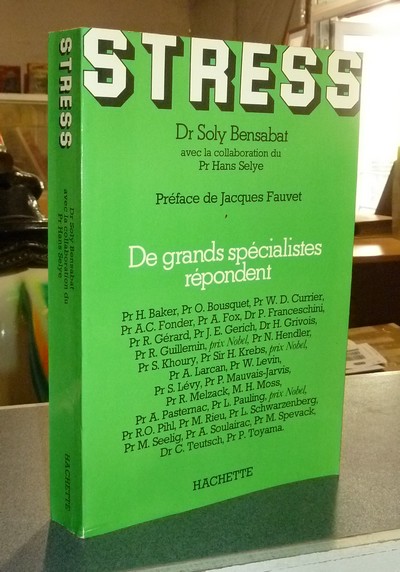 STRESS
Dr Soly Bensabat
avec la collaboration du
Pr Hans Selye
Préface de Jacques Fauvet
De grands spécialistes
répondent
Pr H. Baker, Pr O. Bousquet, Pr W. D. Currier,
Pr A.C. Fonder, Pr A. Fox, Dr P. Franceschini,
Pr R. Gérard, Pr J. E. Gerich, Dr H. Grivois,
Pr R. Guillemin, prix Nobel, Pr N. Hendler,
Pr S. Khoury, Pr Sir H. Krebs, prix Nobel,
Pr A. Larcan, Pr W. Levin,
Pr S. Lévy, Pr P. Mauvais-Jarvis,
Pr R. Melzack, M. H. Moss,
Pr A. Pasternac, Pr L. Pauling, prix Nobel,
Pr R.O. Pihl, Pr M. Rieu, Pr L. Schwarzenberg,
Pr M. Seelig, Pr A. Soulairac, Pr M. Spevack,
Dr C. Teutsch, Pr P. Toyama.
HACHETTE
STRESS
Dr Soly Bensabat
avec la collaboration du
Pr Hans Selye
HACHETTE